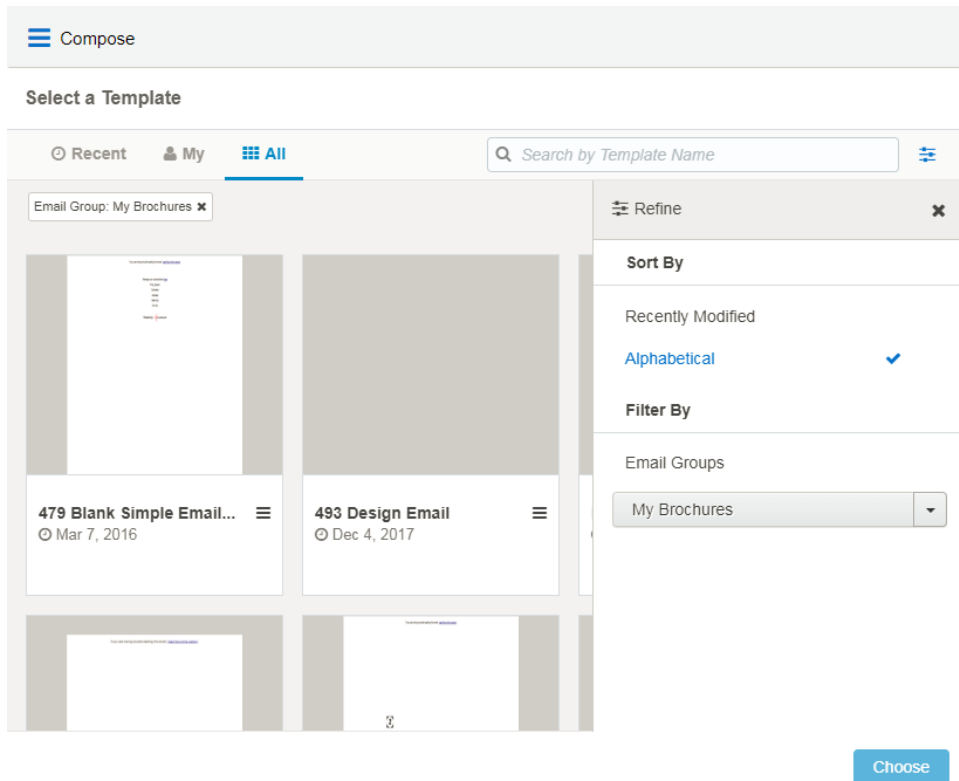 Compose
Select a Template
Recent My All
Search by Template Name
Email Group: My Brochures
Refine
Sort By
Recently Modified
Alphabetical
Filter By
Email Groups
My Brochures
479 Blank Simple Email...
Mar 7, 2016
493 Design Email
Dec 4, 2017
Choose